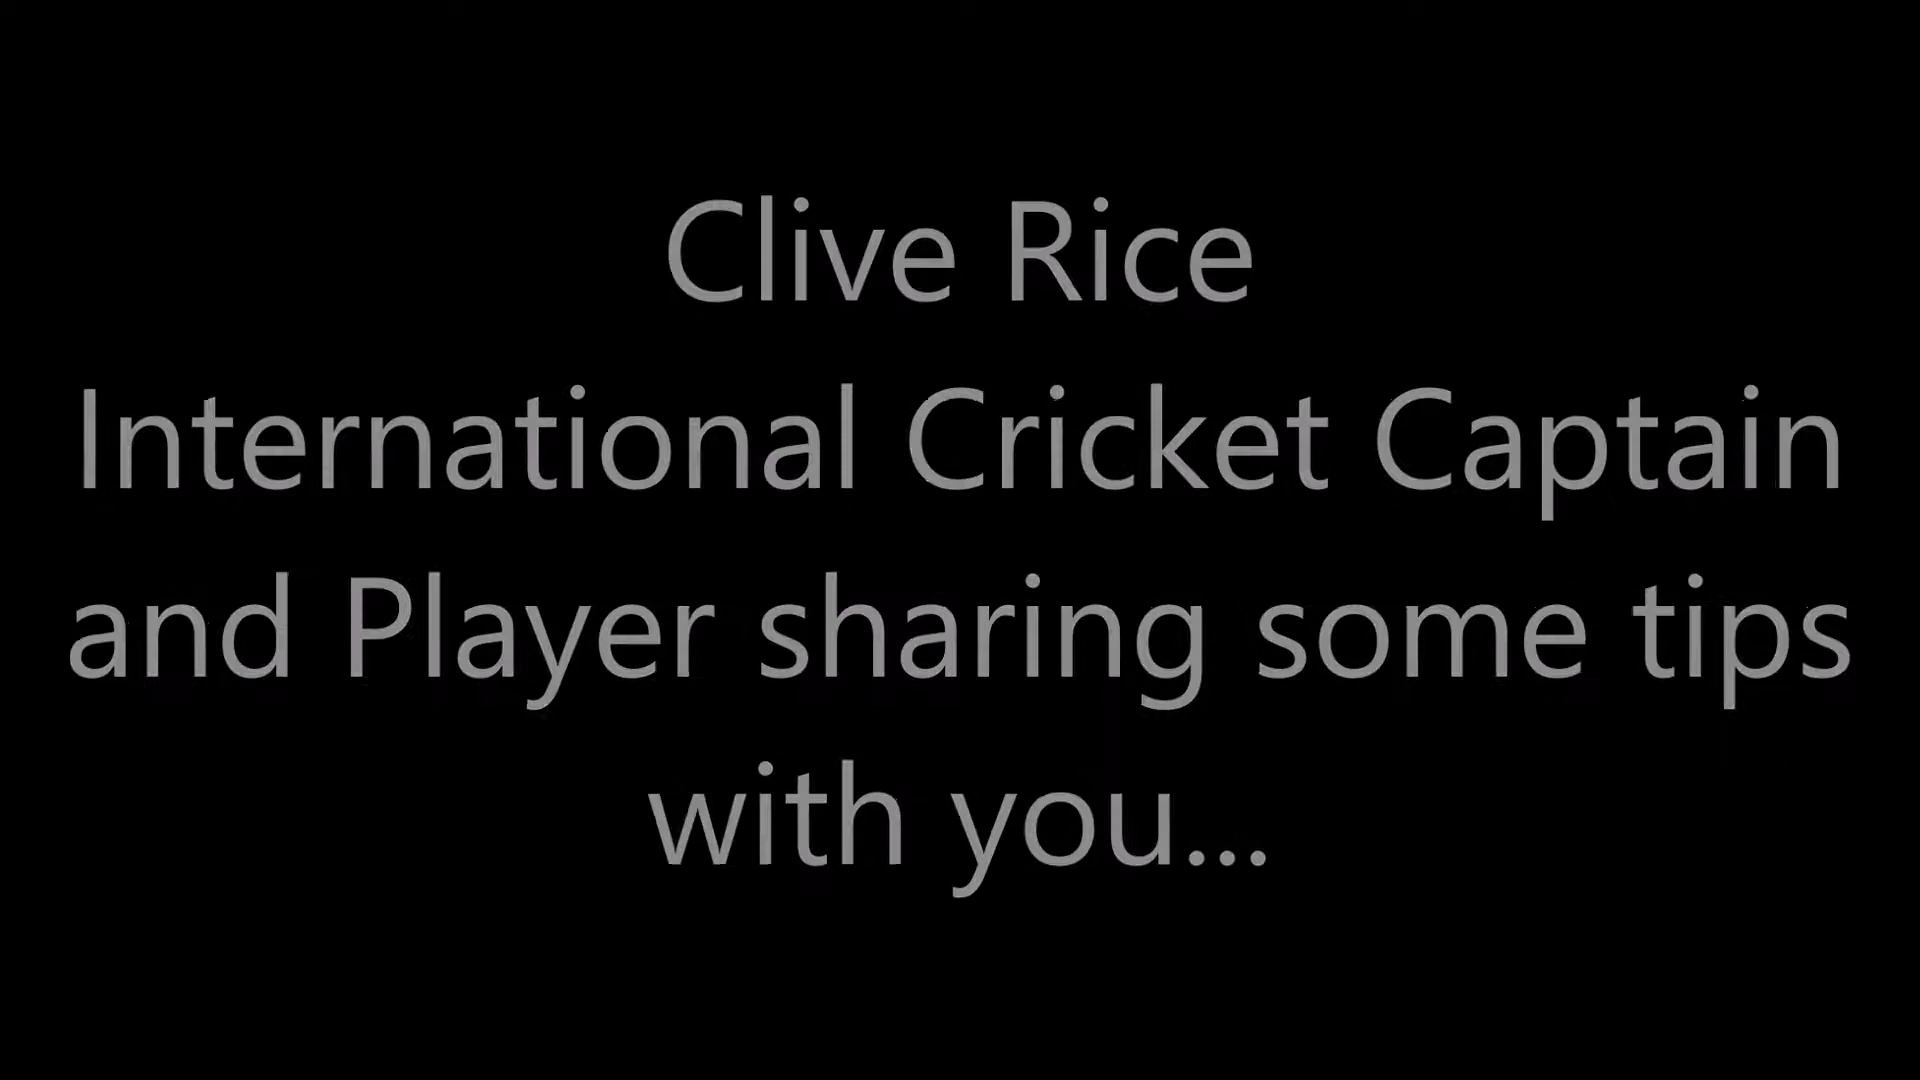 Clive Rice
International Cricket Captain
and Player sharing some tips
with you...